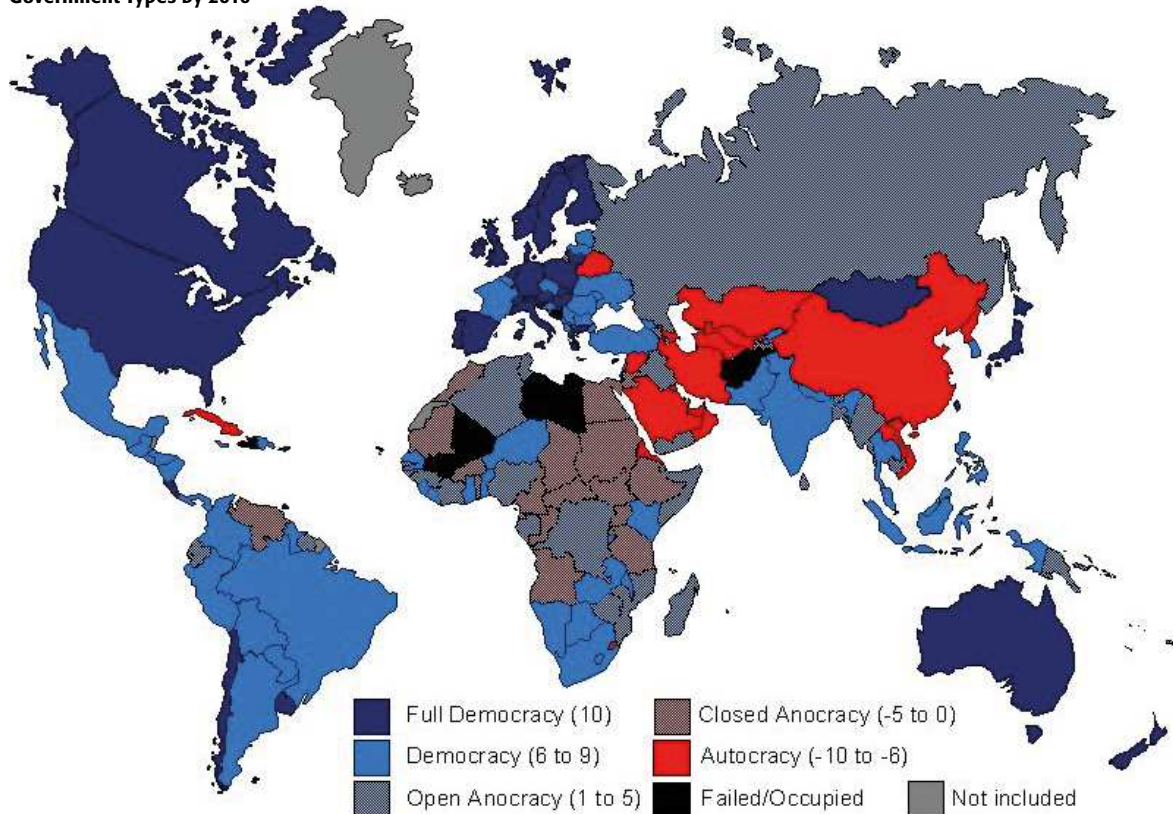 Government Types By 2016
Full Democracy (10)
Democracy (6 to 9)
Open Anocracy (1 to 5)
Closed Anocracy (-5 to 0)
Autocracy (-10 to -6)
Failed/Occupied
Not included